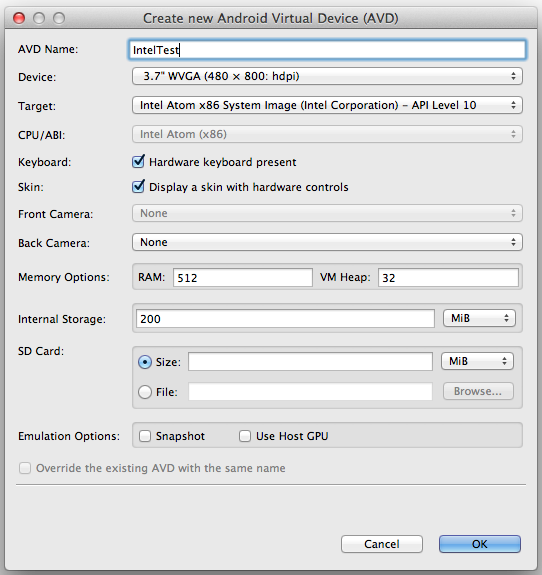 Create new Android Virtual Device (AVD)
AVD Name: IntelTest
Device: 3.7" WVGA (480 × 800: hdpi)
Target: Intel Atom x86 System Image (Intel Corporation) – API Level 10
CPU/ABI: Intel Atom (x86)
Keyboard: Hardware keyboard present
Skin: Display a skin with hardware controls
Front Camera: None
Back Camera: None
Memory Options: RAM: 512 VM Heap: 32
Internal Storage: 200 MiB
SD Card:
Size: MiB
File: Browse...
Emulation Options: Snapshot Use Host GPU
Override the existing AVD with the same name
Cancel OK